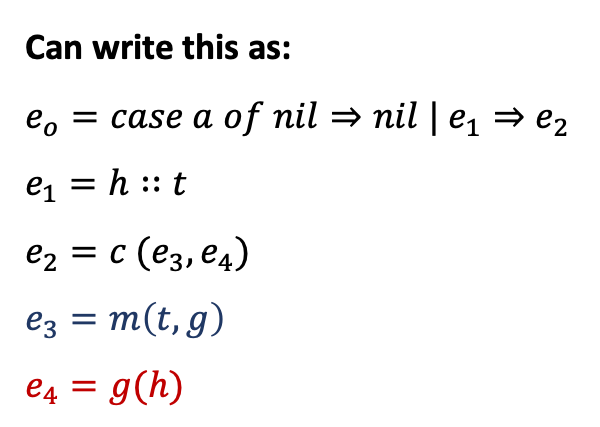 Can write this as:
e₀ = case a of nil ⇒ nil | e₁ ⇒ e₂
e₁ = h ∷ t
e₂ = c (e₃, e₄)
e₃ = m(t, g)
e₄ = g(h)